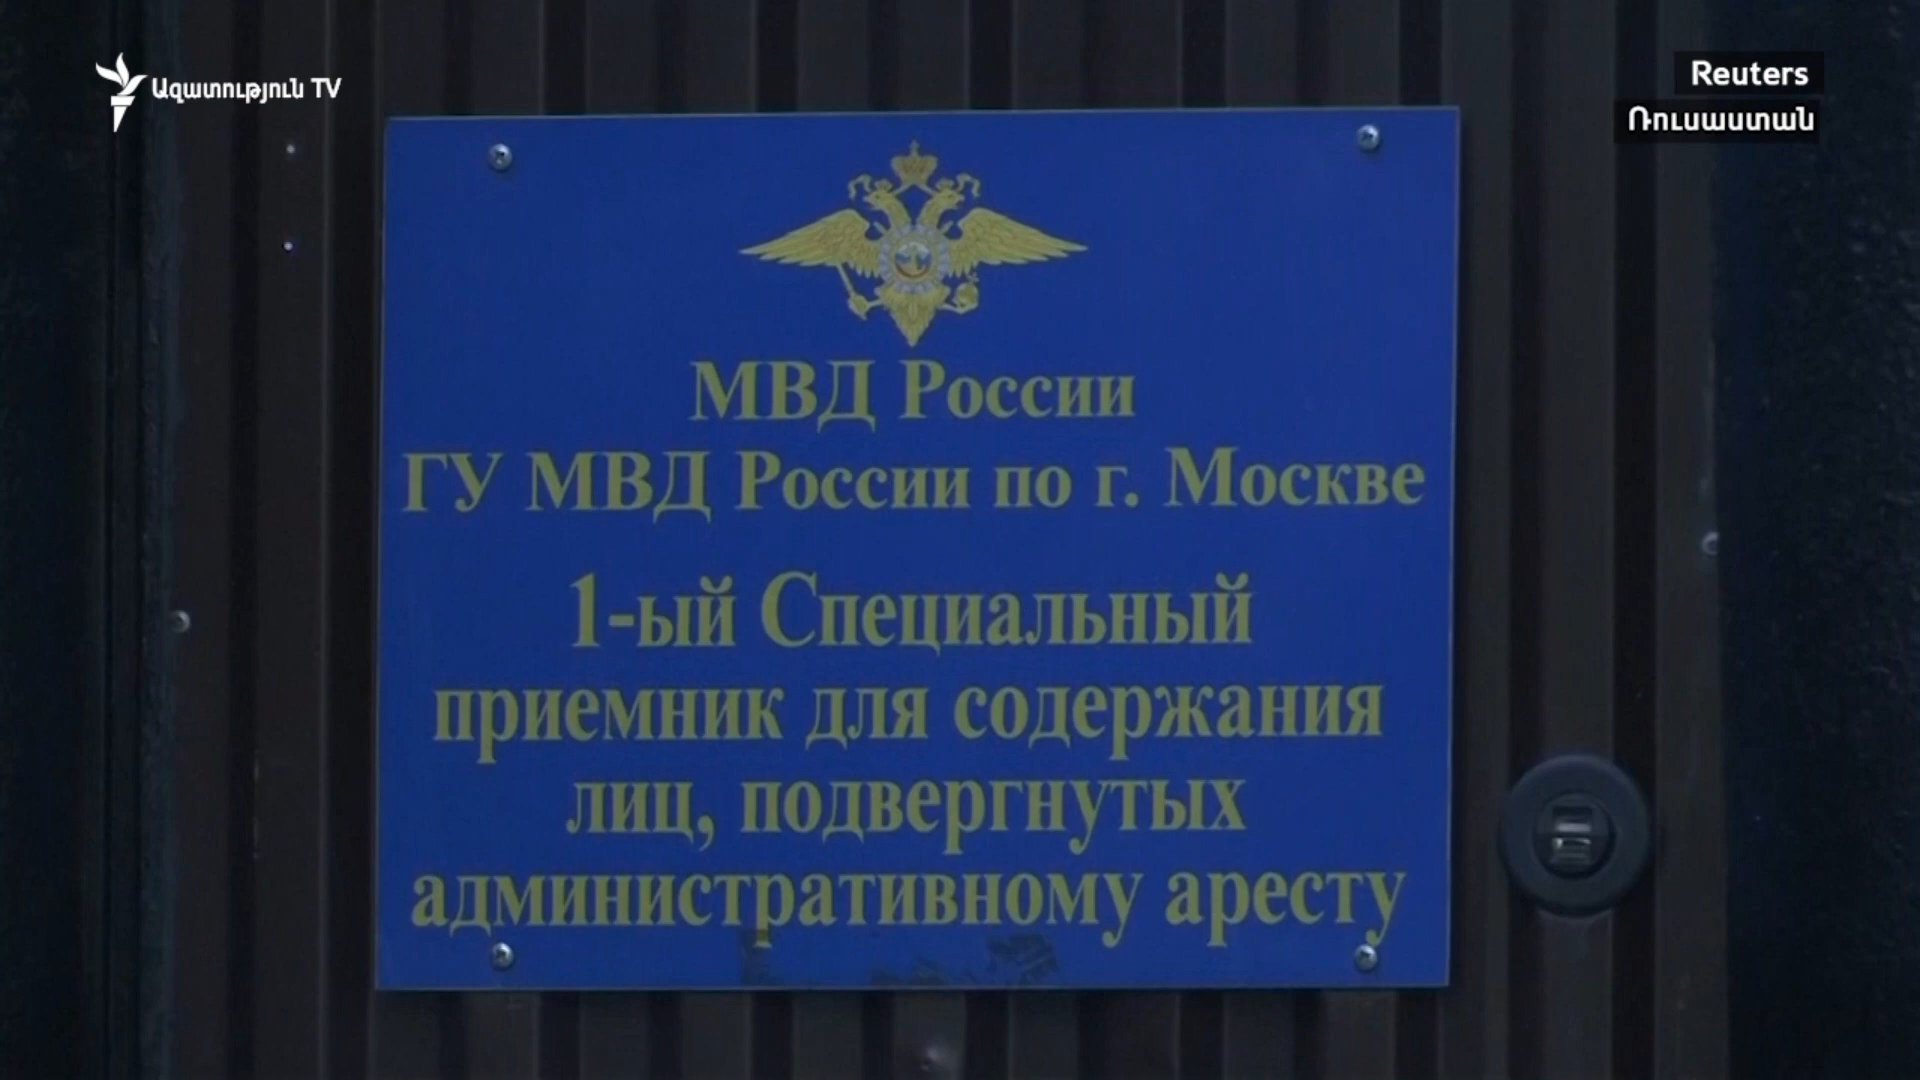 Ազատություն TV
Reuters
Ռուսաստան
МВД России
ГУ МВД России по г. Москве
1-ый Специальный
приемник для содержания
лиц, подвергнутых
административному аресту